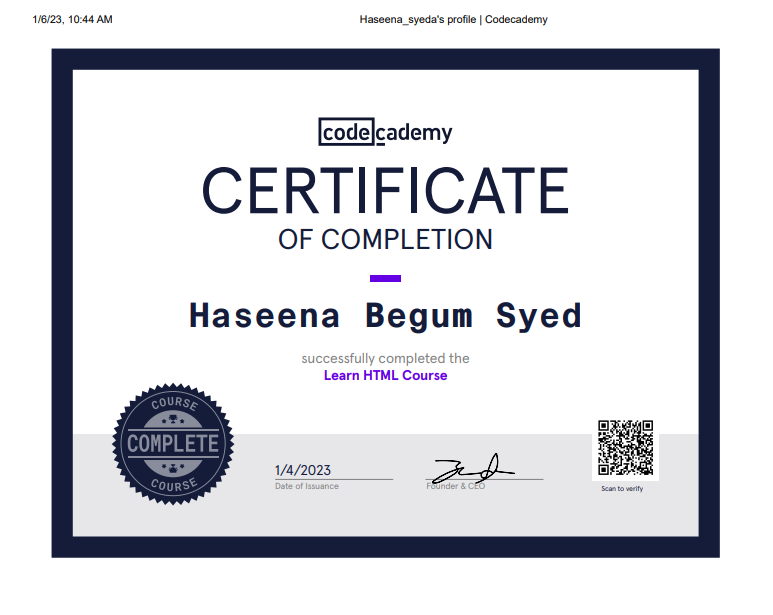 1/6/23, 10:44 AM Haseena_syeda's profile | Codecademy
codecademy
CERTIFICATE
OF COMPLETION
Haseena Begum Syed
successfully completed the
Learn HTML Course
COURSE
COMPLETE
COURSE
1/4/2023
Date of Issuance
Founder & CEO
Scan to verify